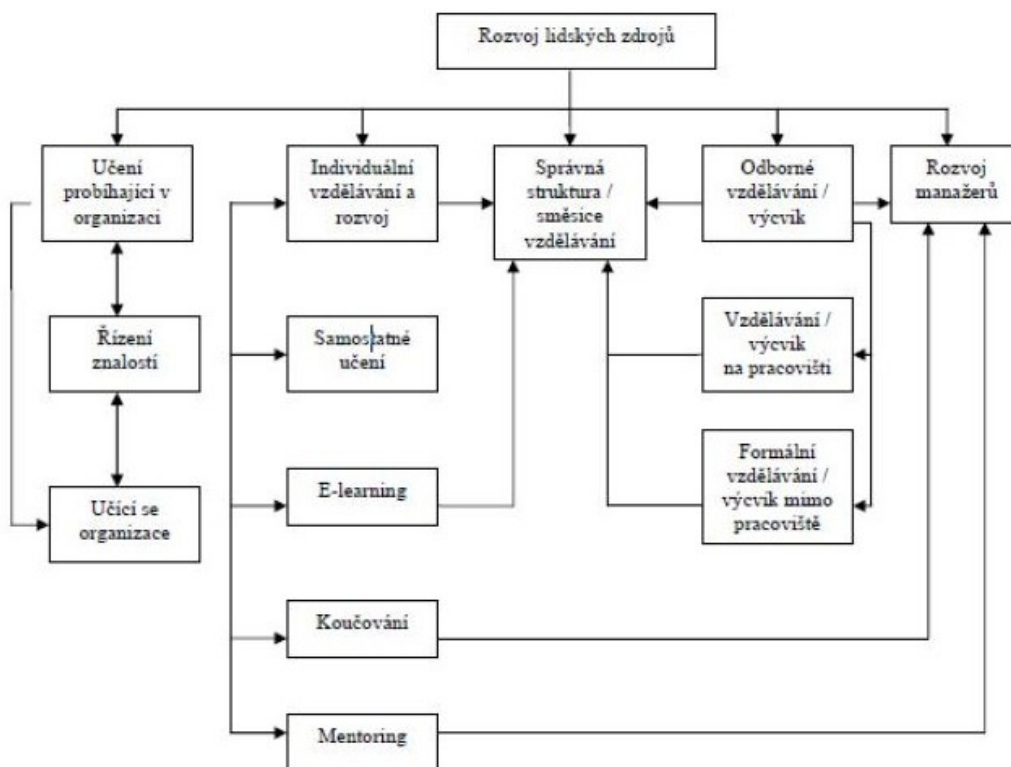 Rozvoj lidských zdrojů
Učení
probíhající v
organizaci
Individuální
vzdělávání a
rozvoj
Správná
struktura /
směsice
vzdělávání
Odborné
vzdělávání /
výcvik
Rozvoj
manažerů
Řízení
znalostí
Samostatné
učení
Vzdělávání /
výcvik
na pracovišti
Učící se
organizace
E-learning
Formální
vzdělávání /
výcvik mimo
pracoviště
Koučování
Mentoring